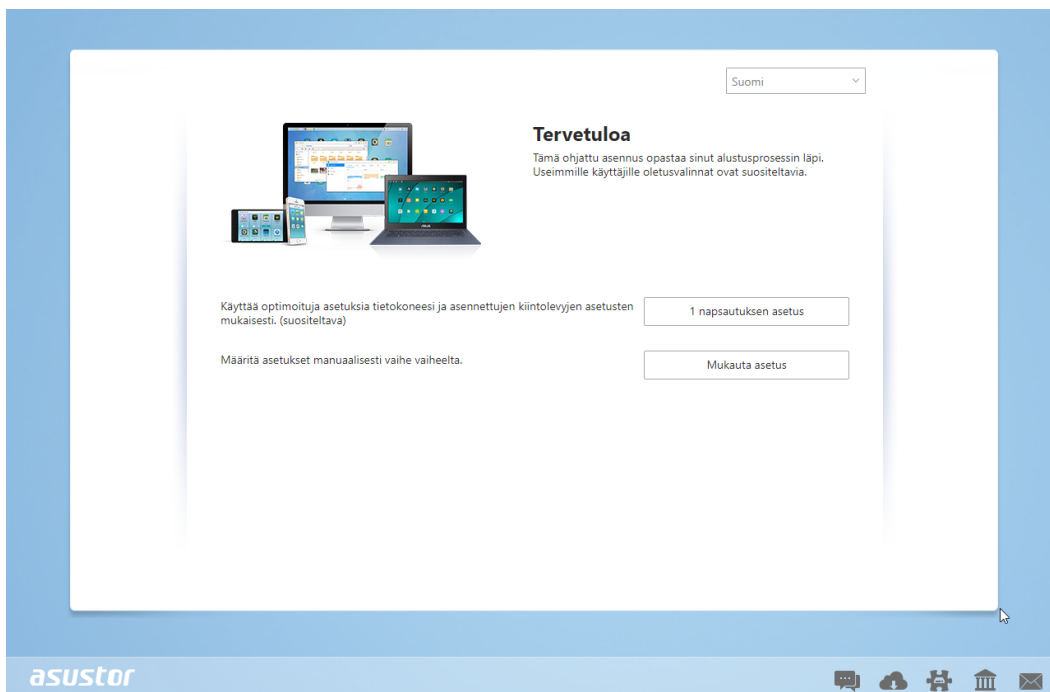 Suomi
Tervetuloa
Tämä ohjattu asennus opastaa sinut alustusprosessin läpi.
Useimmille käyttäjille oletusvalinnat ovat suositeltavia.
Käyttää optimoituja asetuksia tietokoneesi ja asennettujen kiintolevyjen asetusten
mukaisesti. (suositeltava)
1 napsautuksen asetus
Määritä asetukset manuaalisesti vaihe vaiheelta.
Mukauta asetus
asustor